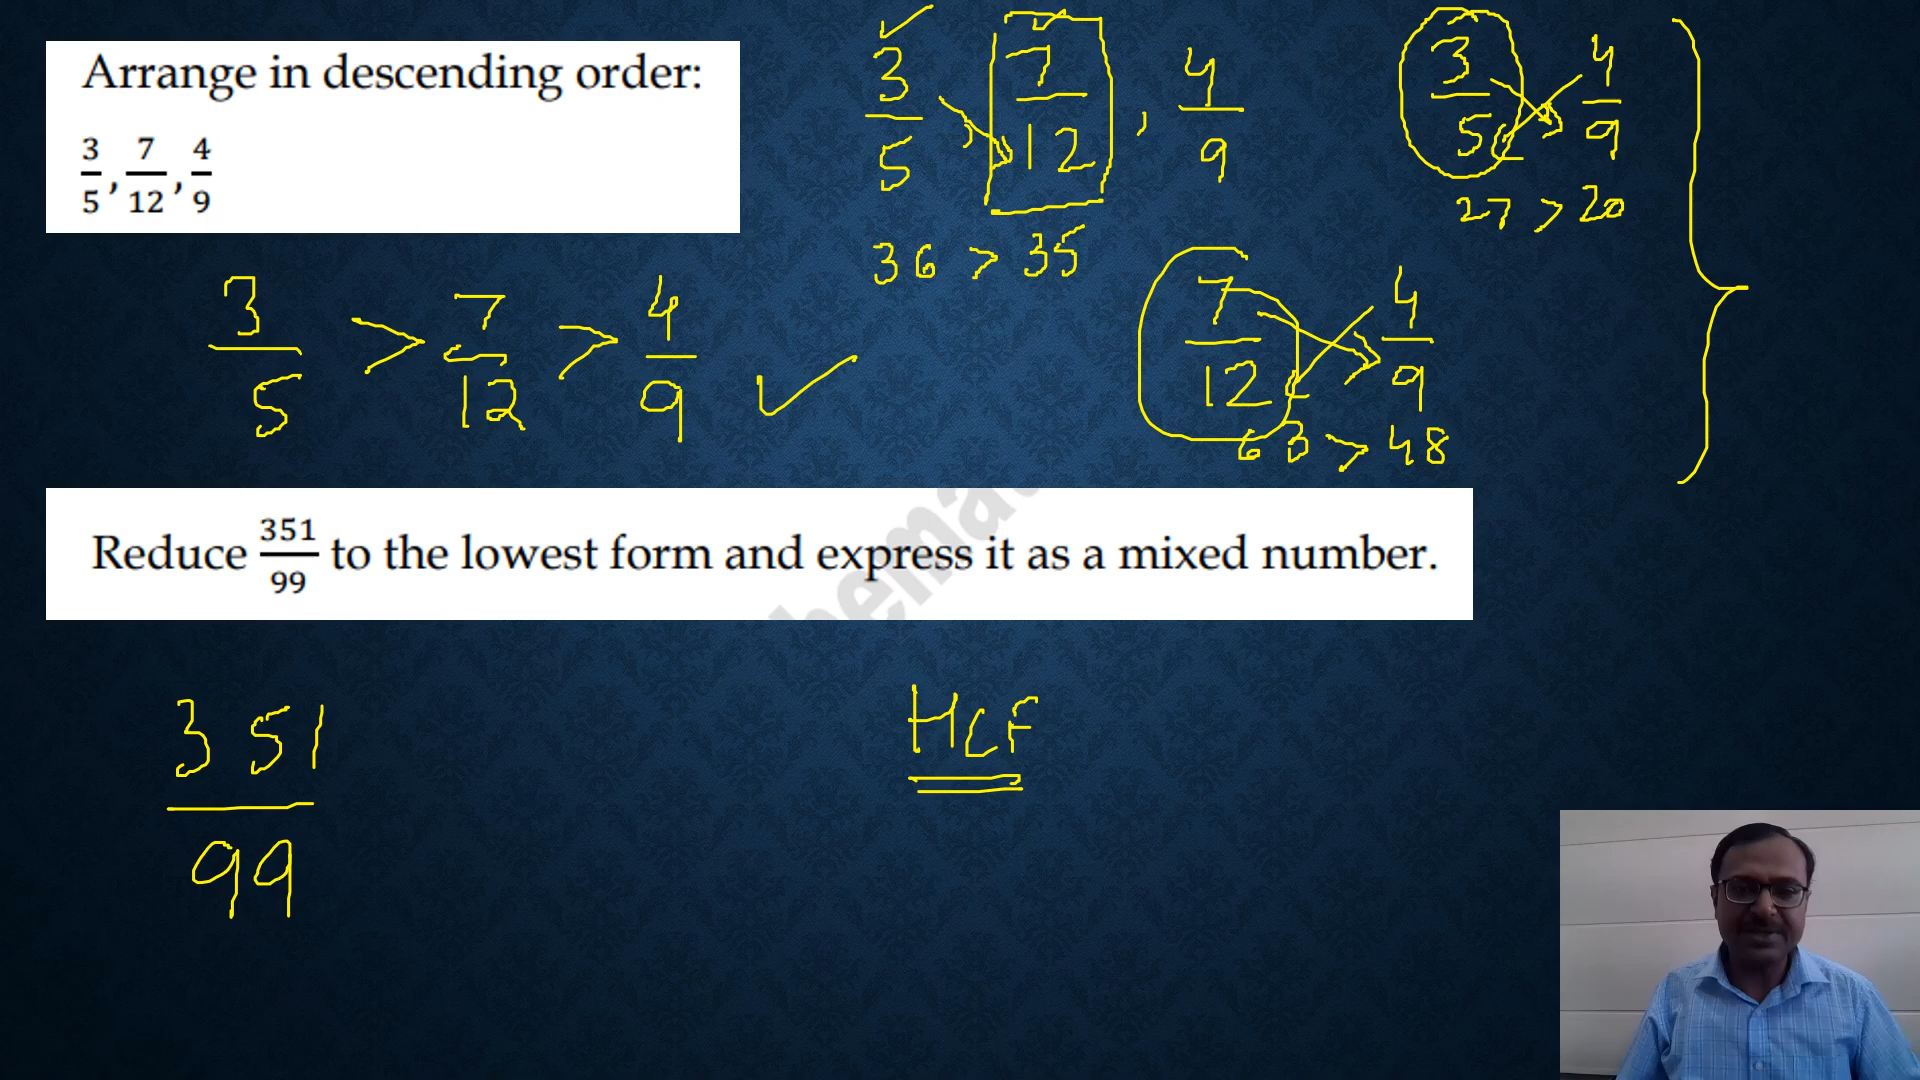 Arrange in descending order:
3/5, 7/12, 4/9
3/5, 7/12, 4/9
36 > 35
3/5 4/9
27 > 20
7/12 4/9
63 > 48
3/5 > 7/12 > 4/9 ✓
Reduce 351/99 to the lowest form and express it as a mixed number.
351/99
HCF